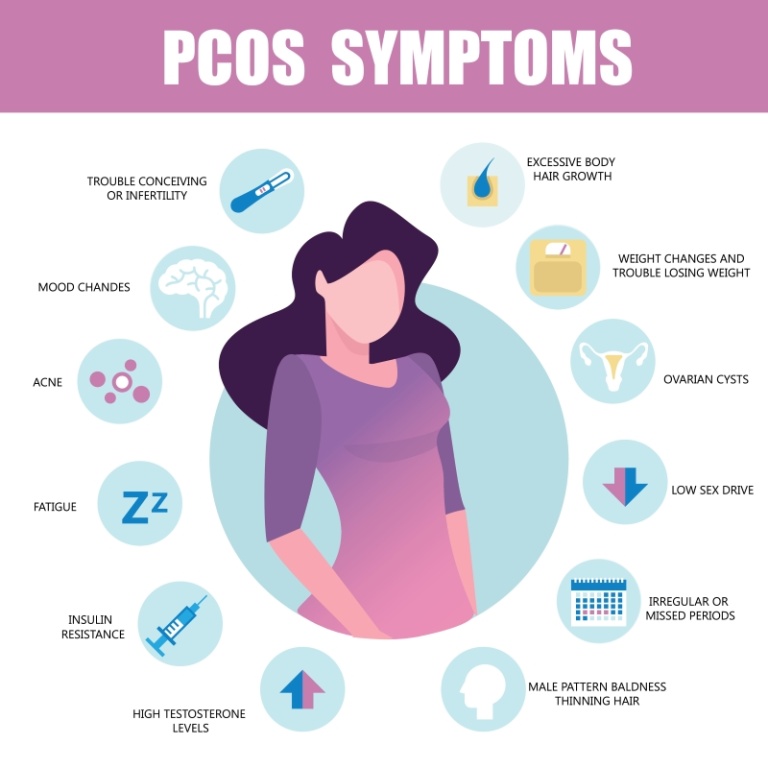 PCOS SYMPTOMS
TROUBLE CONCEIVING
OR INFERTILITY
EXCESSIVE BODY
HAIR GROWTH
MOOD CHANDES
WEIGHT CHANGES AND
TROUBLE LOSING WEIGHT
ACNE
OVARIAN CYSTS
FATIGUE
ZZ
LOW SEX DRIVE
INSULIN
RESISTANCE
IRREGULAR OR
MISSED PERIODS
HIGH TESTOSTERONE
LEVELS
MALE PATTERN BALDNESS
THINNING HAIR